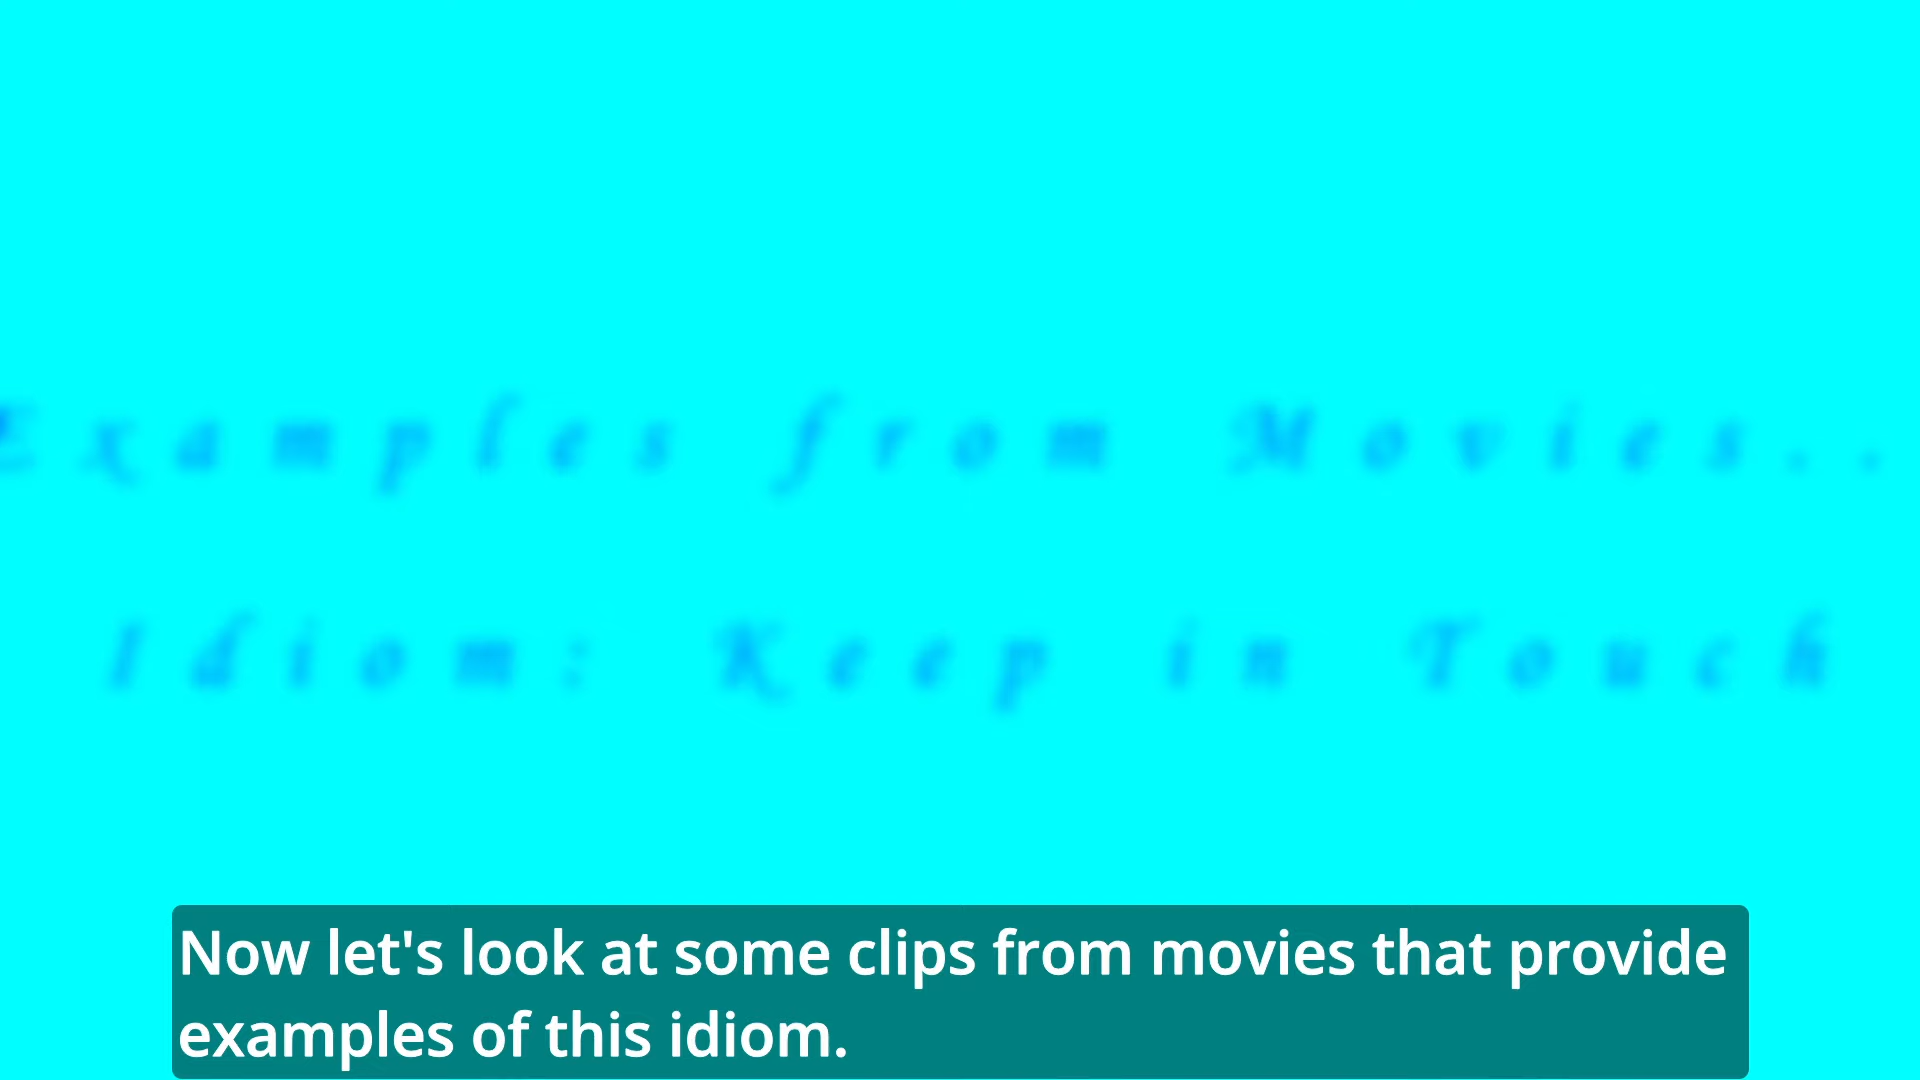 Examples from Movies..
Idiom: Keep in Touch
Now let's look at some clips from movies that provide
examples of this idiom.